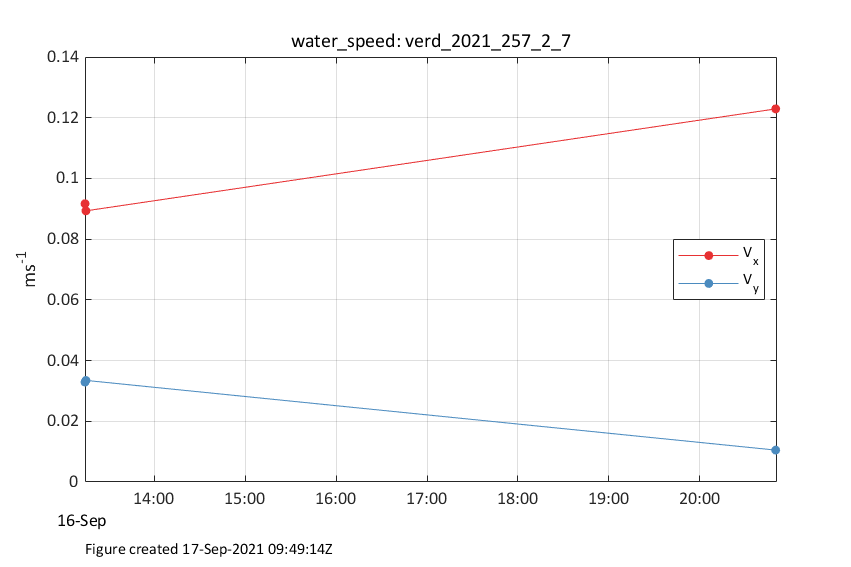 water_speed: verd_2021_257_2_7
0.14
0.12
0.1
0.08
0.06
0.04
0.02
0
ms-1
Vx
Vy
14:00 15:00 16:00 17:00 18:00 19:00 20:00
16-Sep
Figure created 17-Sep-2021 09:49:14Z